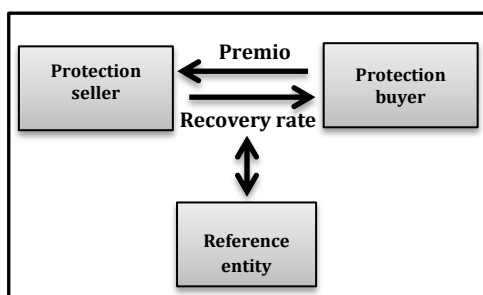 Premio
Protection
seller
Protection
buyer
Recovery rate
Reference
entity